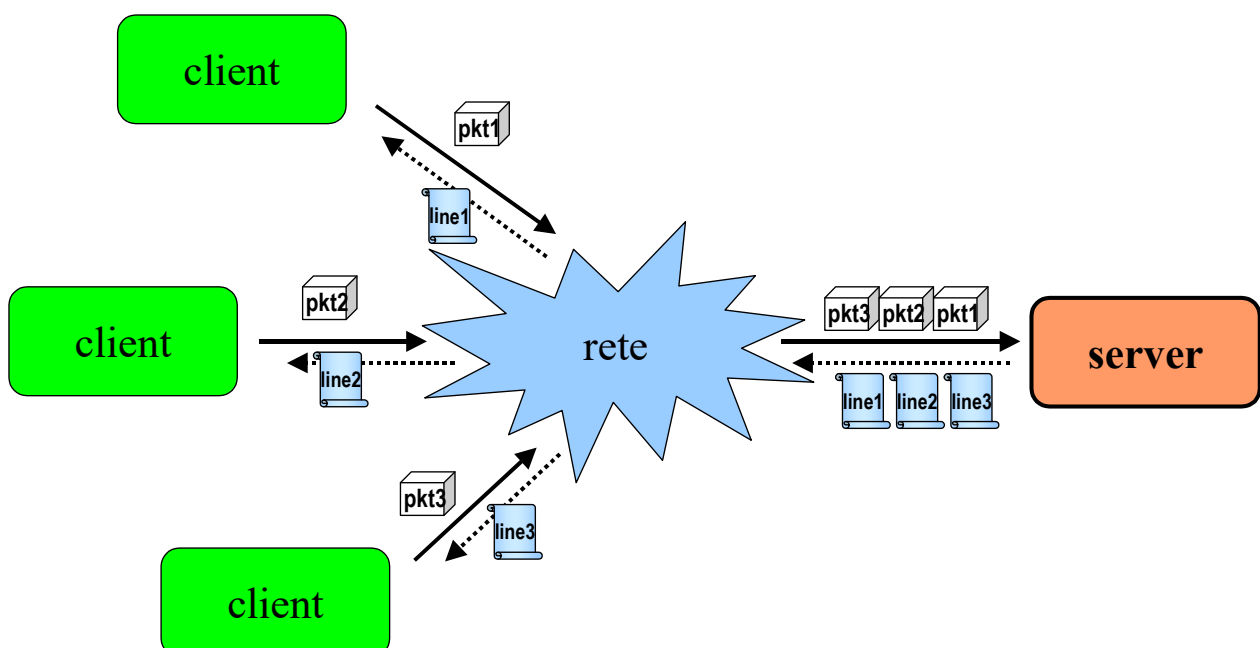 client
pkt1
line1
pkt2
client
line2
rete
pkt3 pkt2 pkt1
server
line1 line2 line3
pkt3
line3
client